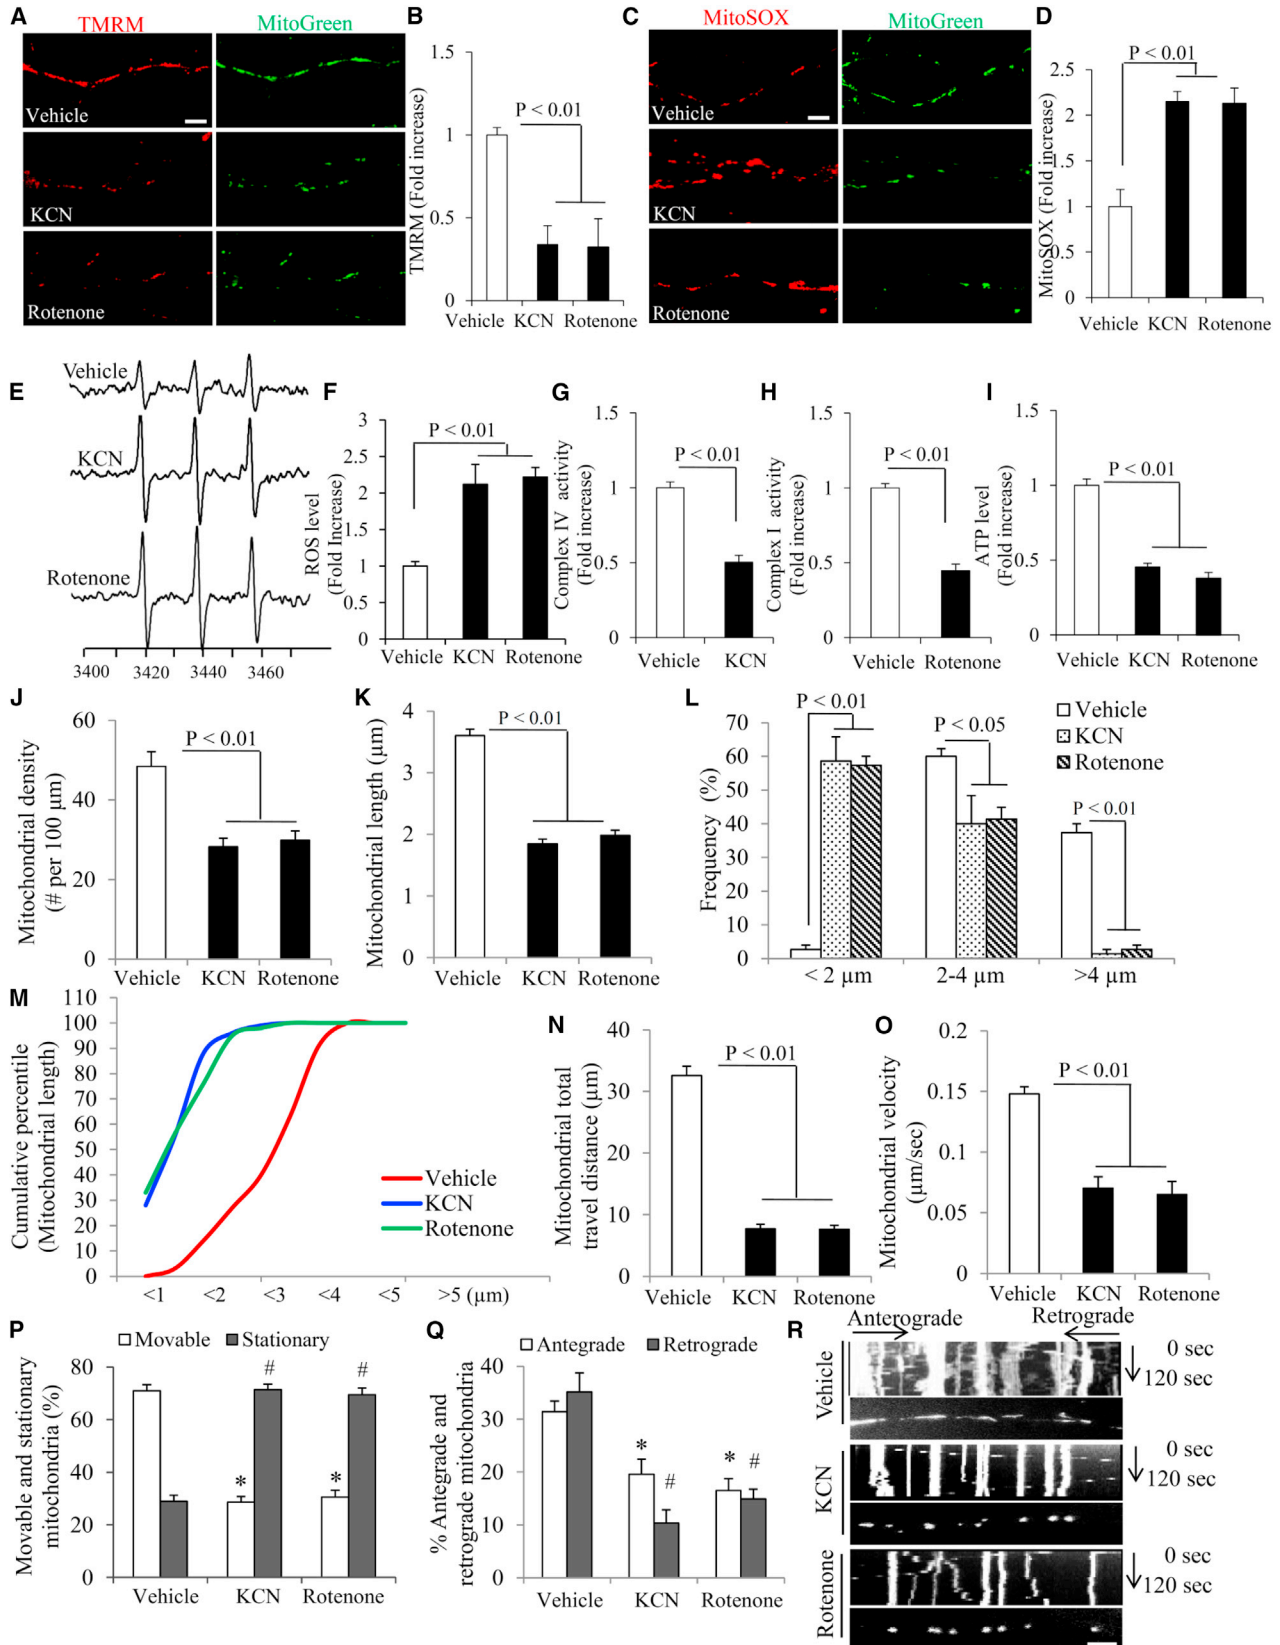 A
TMRM
MitoGreen
Vehicle
KCN
Rotenone
B
TMRM (Fold increase)
1.5
1
0.5
0
P < 0.01
Vehicle KCN Rotenone
C
MitoSOX
MitoGreen
Vehicle
KCN
Rotenone
D
MitoSOX (Fold increase)
2.5
2
1.5
1
0.5
0
P < 0.01
Vehicle KCN Rotenone
E
Vehicle
KCN
Rotenone
3400 3420 3440 3460
F
ROS level
(Fold Increase)
3
2.5
2
1.5
1
0.5
0
P < 0.01
Vehicle KCN Rotenone
G
Complex IV activity
(Fold increase)
1.5
1
0.5
0
P < 0.01
Vehicle KCN
H
Complex I activity
(Fold increase)
1.5
1
0.5
0
P < 0.01
Vehicle Rotenone
I
ATP level
(Fold increase)
1.5
1
0.5
0
P < 0.01
Vehicle KCN Rotenone
J
Mitochondrial density
(# per 100 µm)
60
40
20
0
P < 0.01
Vehicle KCN Rotenone
K
Mitochondrial length (µm)
4
3
2
1
0
P < 0.01
Vehicle KCN Rotenone
L
Frequency (%)
70
60
50
40
30
20
10
0
P < 0.01
P < 0.05
P < 0.01
Vehicle
KCN
Rotenone
< 2 µm 2-4 µm >4 µm
M
Cumulative percentile
(Mitochondrial length)
110
100
90
80
70
60
50
40
30
20
10
0
Vehicle
KCN
Rotenone
<1 <2 <3 <4 <5 >5 (µm)
N
Mitochondrial total
travel distance (µm)
40
30
20
10
0
P < 0.01
Vehicle KCN Rotenone
O
Mitochondrial velocity
(µm/sec)
0.2
0.15
0.1
0.05
0
P < 0.01
Vehicle KCN Rotenone
P
Movable Stationary
Movable and stationary
mitochondria (%)
80
60
40
20
0
* # * #
Vehicle KCN Rotenone
Q
Antegrade Retrograde
% Antegrade and
retrograde mitochondria
40
30
20
10
0
* # * #
Vehicle KCN Rotenone
R
Anterograde Retrograde
Vehicle
0 sec
120 sec
KCN
0 sec
120 sec
Rotenone
0 sec
120 sec